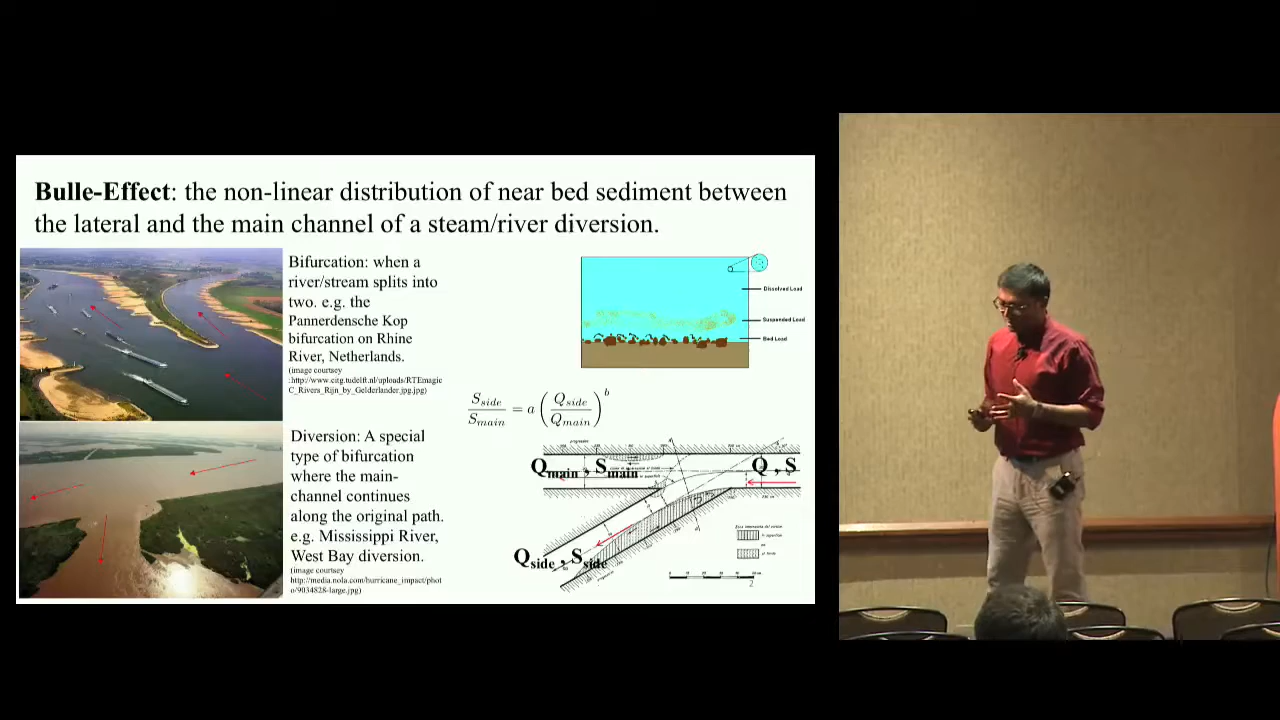 Bulle-Effect: the non-linear distribution of near bed sediment between
the lateral and the main channel of a steam/river diversion.
Bifurcation: when a
river/stream splits into
two. e.g. the
Pannerdensche Kop
bifurcation on Rhine
River, Netherlands.
(image courtsey
:http://www.citg.tudelft.nl/uploads/RTEmagic
C_Rivers_Rijn_by_Gelderlander.jpg.jpg)
Diversion: A special
type of bifurcation
where the main-
channel continues
along the original path.
e.g. Mississippi River,
West Bay diversion.
(image courtsey
http://media.nola.com/hurricane_impact/phot
o/9034828-large.jpg)
Dissolved Load
Suspended Load
Bed Load
S_side / S_main = a (Q_side / Q_main)^b
Q_main , S_main
Q , S
Q_side , S_side
2